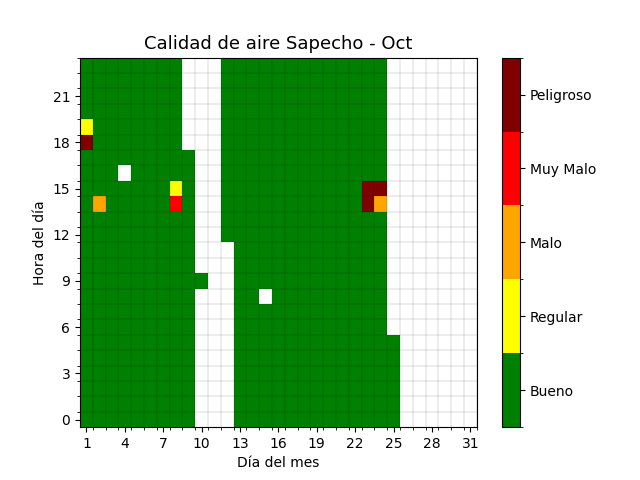 Calidad de aire Sapecho - Oct
Hora del día
21
18
15
12
9
6
3
0
1 4 7 10 13 16 19 22 25 28 31
Día del mes
Peligroso
Muy Malo
Malo
Regular
Bueno